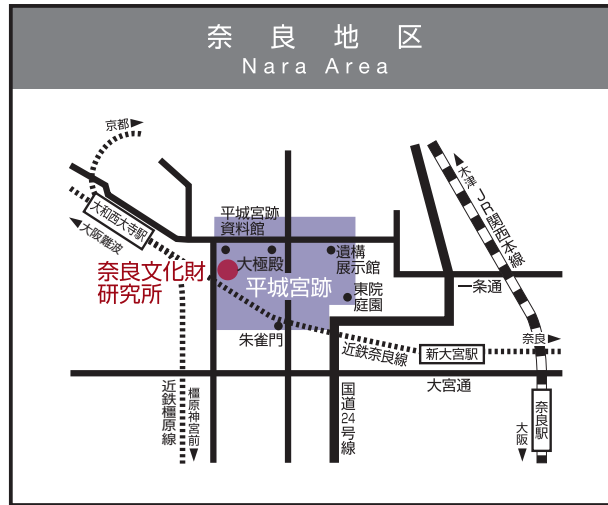 奈良地区
Nara Area
京都
木津
JR関西本線
大和西大寺駅
大阪難波
平城宮跡
資料館
大極殿
遺構
展示館
奈良文化財
研究所
平城宮跡
東院
庭園
一条通
朱雀門
近鉄奈良線
新大宮駅
奈良
大宮通
近鉄橿原線
橿原神宮前
国道24号線
奈良駅
大阪